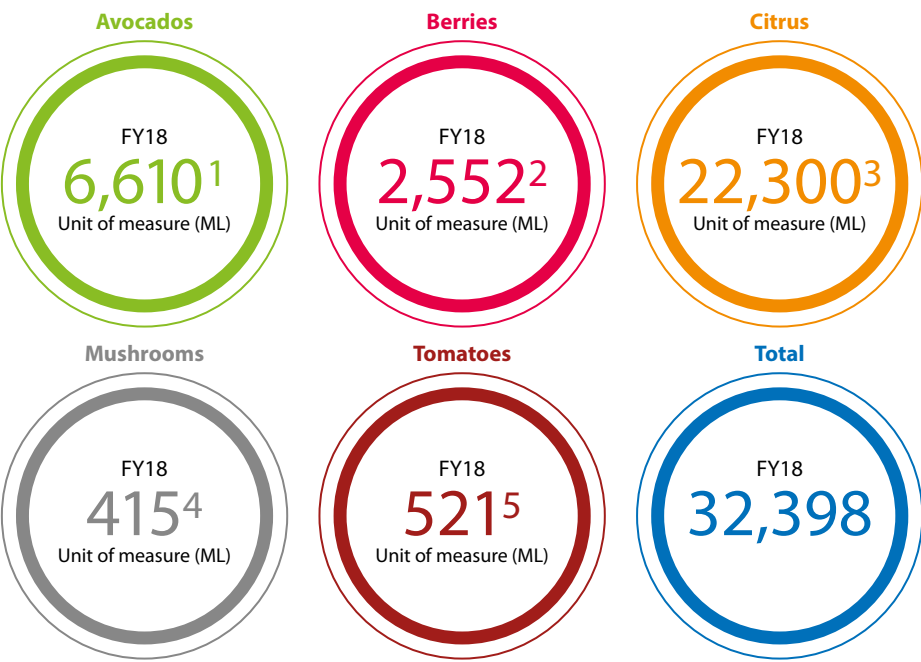 Avocados
FY18
6,610¹
Unit of measure (ML)
Berries
FY18
2,552²
Unit of measure (ML)
Citrus
FY18
22,300³
Unit of measure (ML)
Mushrooms
FY18
415⁴
Unit of measure (ML)
Tomatoes
FY18
521⁵
Unit of measure (ML)
Total
FY18
32,398